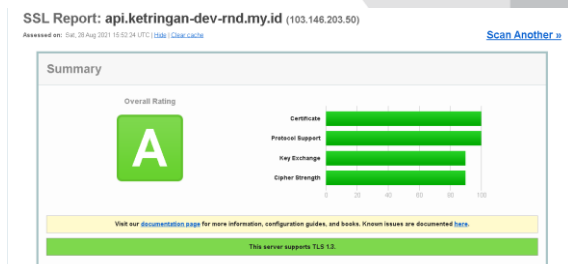 SSL Report: api.ketringan-dev-rnd.my.id (103.146.203.50)
Assessed on: Sat, 28 Aug 2021 15:52:24 UTC | Hide | Clear cache
Scan Another »
Summary
Overall Rating
A
Certificate
Protocol Support
Key Exchange
Cipher Strength
0 20 40 60 80 100
Visit our documentation page for more information, configuration guides, and books. Known issues are documented here.
This server supports TLS 1.3.